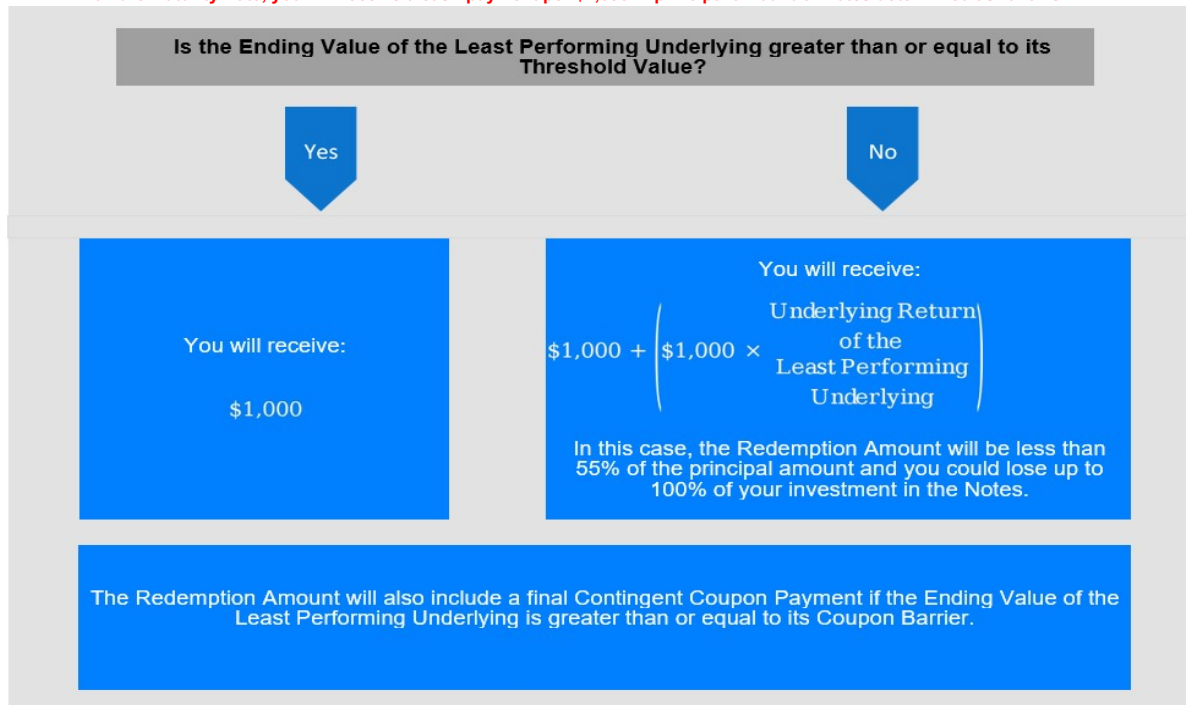 Is the Ending Value of the Least Performing Underlying greater than or equal to its
Threshold Value?
Yes
No
You will receive:
$1,000
You will receive:
$1,000 + ($1,000 × Underlying Return
of the
Least Performing
Underlying)
In this case, the Redemption Amount will be less than
55% of the principal amount and you could lose up to
100% of your investment in the Notes.
The Redemption Amount will also include a final Contingent Coupon Payment if the Ending Value of the
Least Performing Underlying is greater than or equal to its Coupon Barrier.